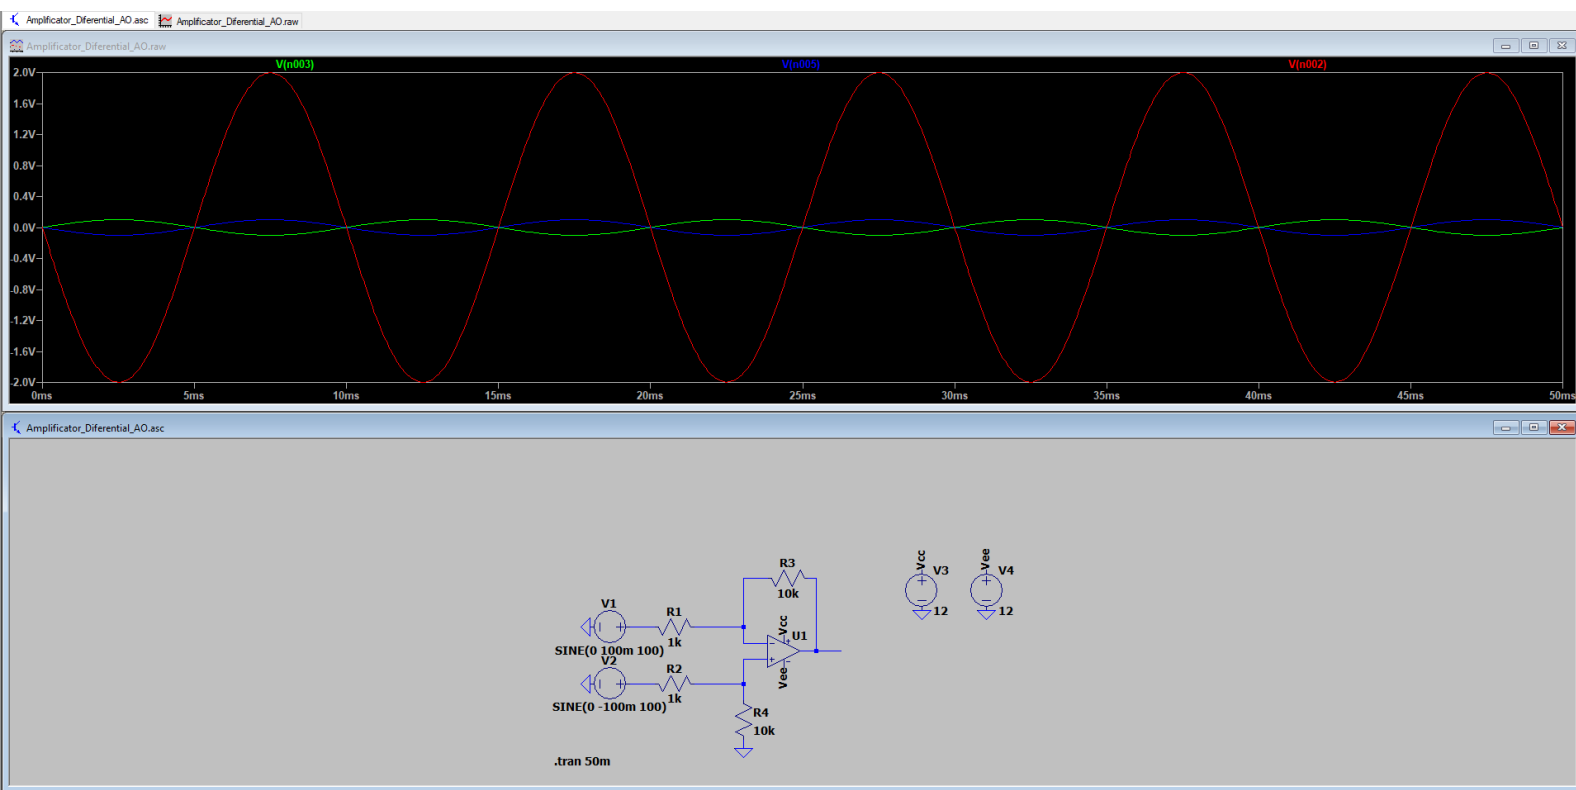 Amplificator_Diferential_AO.asc Amplificator_Diferential_AO.raw
Amplificator_Diferential_AO.raw
V(n003) V(n005) V(n002)
2.0V
1.6V
1.2V
0.8V
0.4V
0.0V
-0.4V
-0.8V
-1.2V
-1.6V
-2.0V
0ms 5ms 10ms 15ms 20ms 25ms 30ms 35ms 40ms 45ms 50ms
Amplificator_Diferential_AO.asc
R3
10k
Vcc
V3
12
Vee
V4
12
V1
R1
1k
SINE(0 100m 100)
Vcc
U1
Vee
V2
R2
1k
SINE(0 -100m 100)
R4
10k
.tran 50m